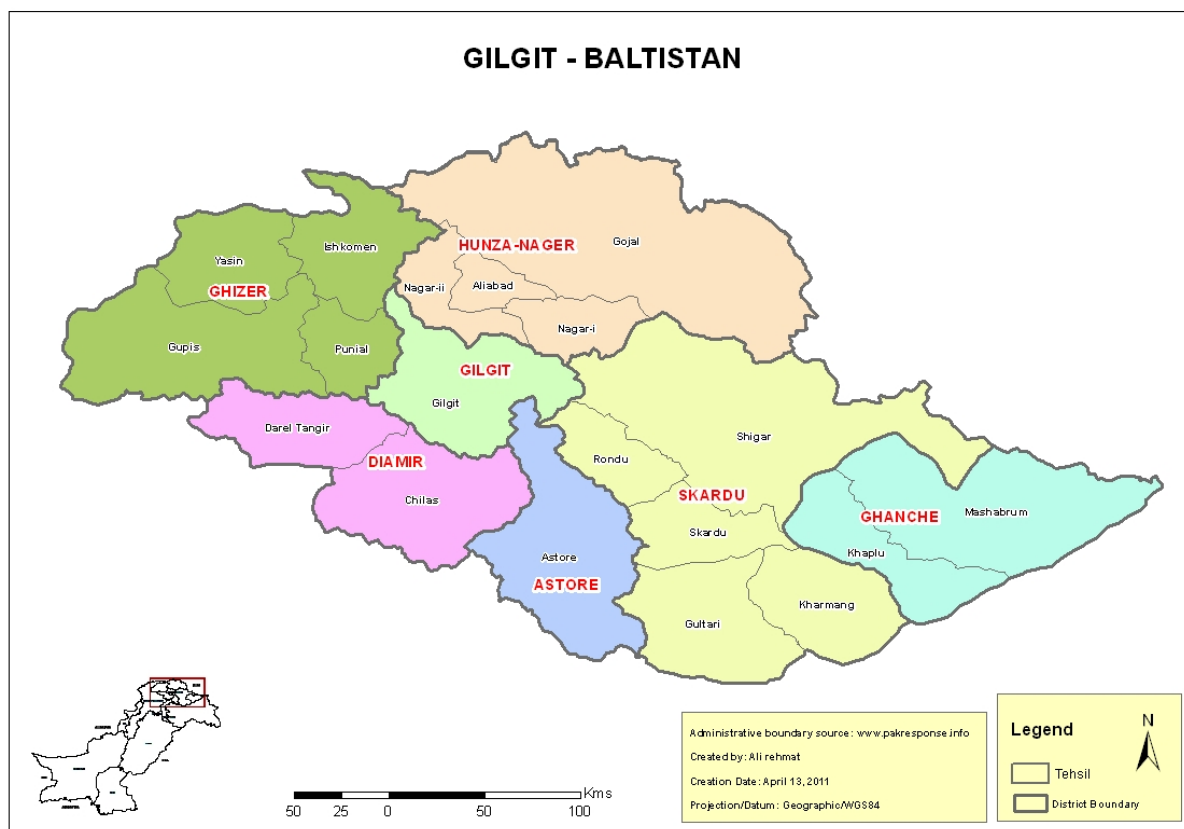 GILGIT - BALTISTAN
HUNZA-NAGER
Gojal
Ishkomen
Yasin
GHIZER
Nagar-ii
Aliabad
Nagar-i
Gupis
Punial
GILGIT
Gilgit
Darel Tangir
DIAMIR
Chilas
Shigar
Rondu
SKARDU
Skardu
GHANCHE
Mashabrum
Khaplu
Astore
ASTORE
Gultari
Kharmang
50 25 0 50 100 Kms
Administrative boundary source: www.pakresponse.info
Created by: Ali rehmat
Creation Date: April 13, 2011
Projection/Datum: Geographic/WGS84
Legend
N
Tehsil
District Boundary